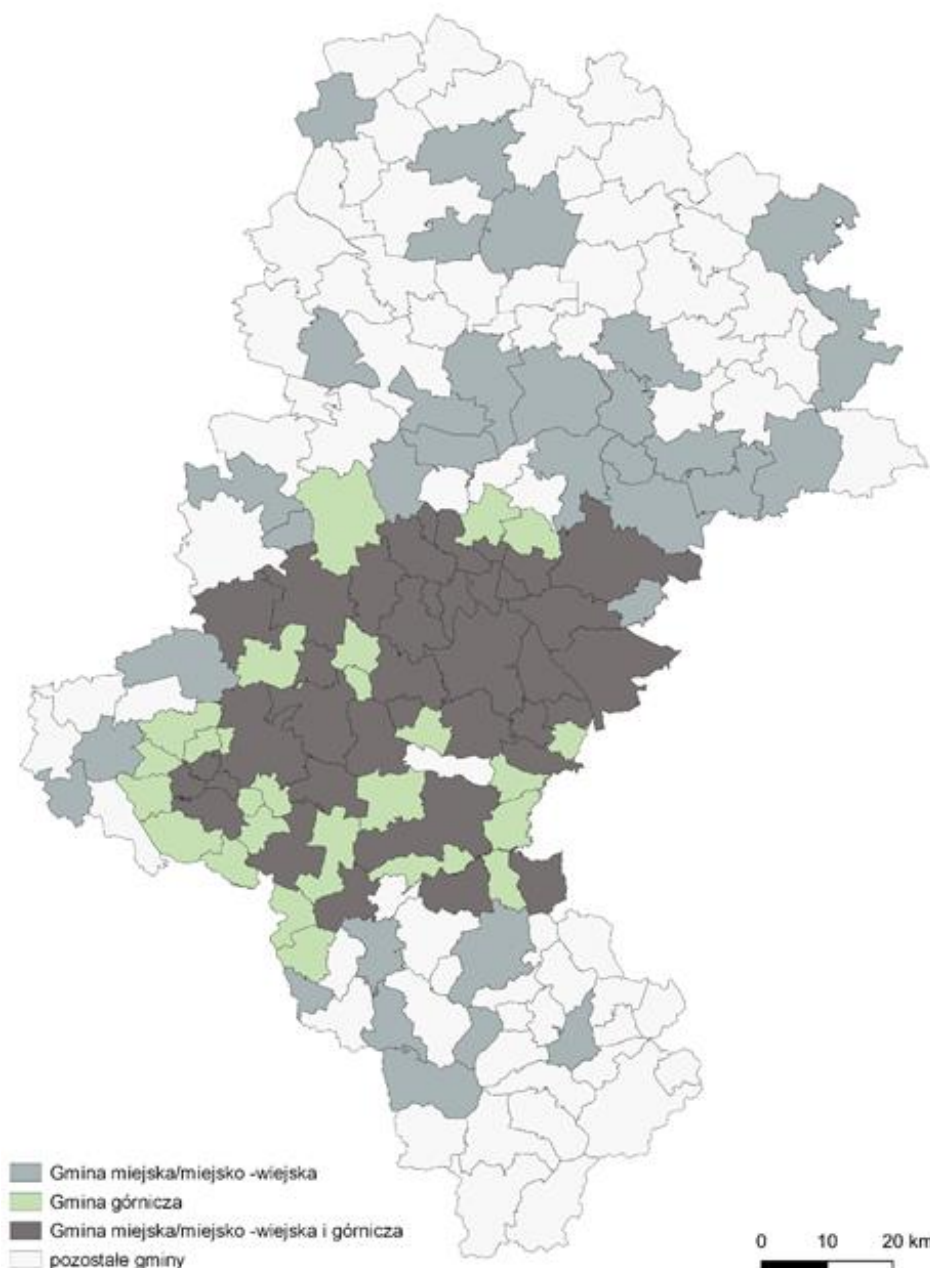 Gmina miejska/miejsko -wiejska
Gmina górnicza
Gmina miejska/miejsko -wiejska i górnicza
pozostałe gminy
0 10 20 km